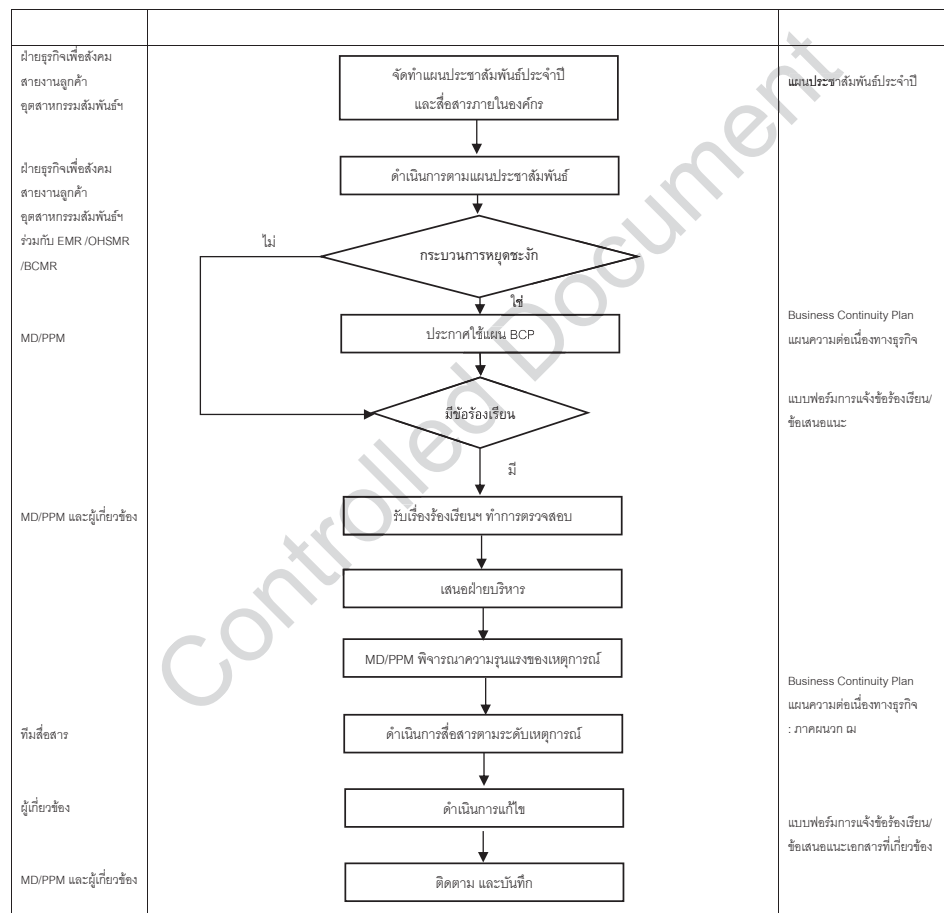 ฝ่ายธุรกิจเพื่อสังคม
สายงานลูกค้า
อุตสาหกรรมสัมพันธ์ฯ
จัดทำแผนประชาสัมพันธ์ประจำปี
และสื่อสารภายในองค์กร
แผนประชาสัมพันธ์ประจำปี
ฝ่ายธุรกิจเพื่อสังคม
สายงานลูกค้า
อุตสาหกรรมสัมพันธ์ฯ
ร่วมกับ EMR /OHSMR
/BCMR
ดำเนินการตามแผนประชาสัมพันธ์
ไม่
กระบวนการหยุดชะงัก
ใช่
MD/PPM
ประกาศใช้แผน BCP
Business Continuity Plan
แผนความต่อเนื่องทางธุรกิจ
มีข้อร้องเรียน
แบบฟอร์มการแจ้งข้อร้องเรียน/
ข้อเสนอแนะ
มี
MD/PPM และผู้เกี่ยวข้อง
รับเรื่องร้องเรียนฯ ทำการตรวจสอบ
เสนอฝ่ายบริหาร
MD/PPM พิจารณาความรุนแรงของเหตุการณ์
Business Continuity Plan
แผนความต่อเนื่องทางธุรกิจ
: ภาคผนวก ฌ
ทีมสื่อสาร
ดำเนินการสื่อสารตามระดับเหตุการณ์
ผู้เกี่ยวข้อง
ดำเนินการแก้ไข
แบบฟอร์มการแจ้งข้อร้องเรียน/
ข้อเสนอแนะเอกสารที่เกี่ยวข้อง
MD/PPM และผู้เกี่ยวข้อง
ติดตาม และบันทึก
Controlled Document